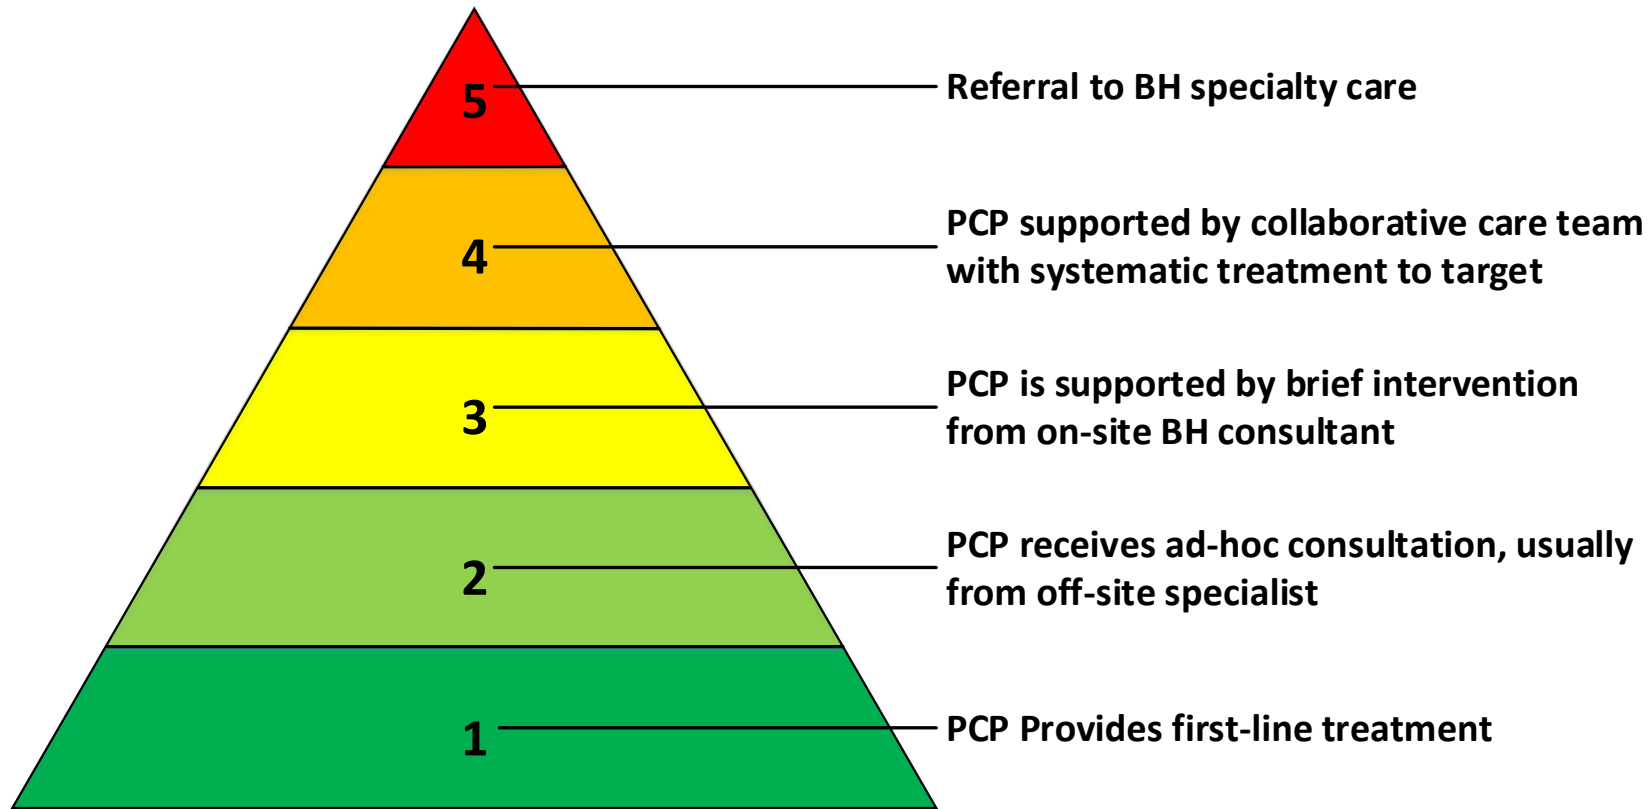 5
Referral to BH specialty care
4
PCP supported by collaborative care team
with systematic treatment to target
3
PCP is supported by brief intervention
from on-site BH consultant
2
PCP receives ad-hoc consultation, usually
from off-site specialist
1
PCP Provides first-line treatment